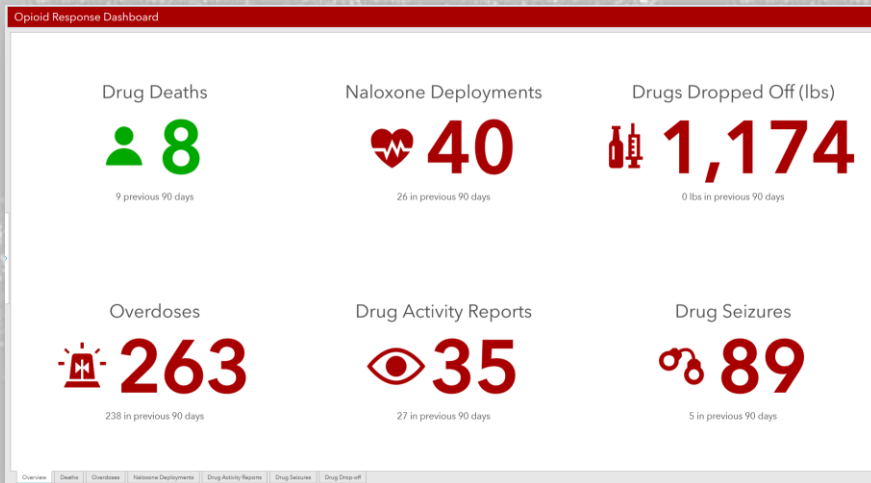 Opioid Response Dashboard
Drug Deaths
8
9 previous 90 days
Naloxone Deployments
40
26 in previous 90 days
Drugs Dropped Off (lbs)
1,174
0 lbs in previous 90 days
Overdoses
263
238 in previous 90 days
Drug Activity Reports
35
27 in previous 90 days
Drug Seizures
89
5 in previous 90 days
Overview Deaths Overdoses Naloxone Deployments Drug Activity Reports Drug Seizures Drug Drop-off